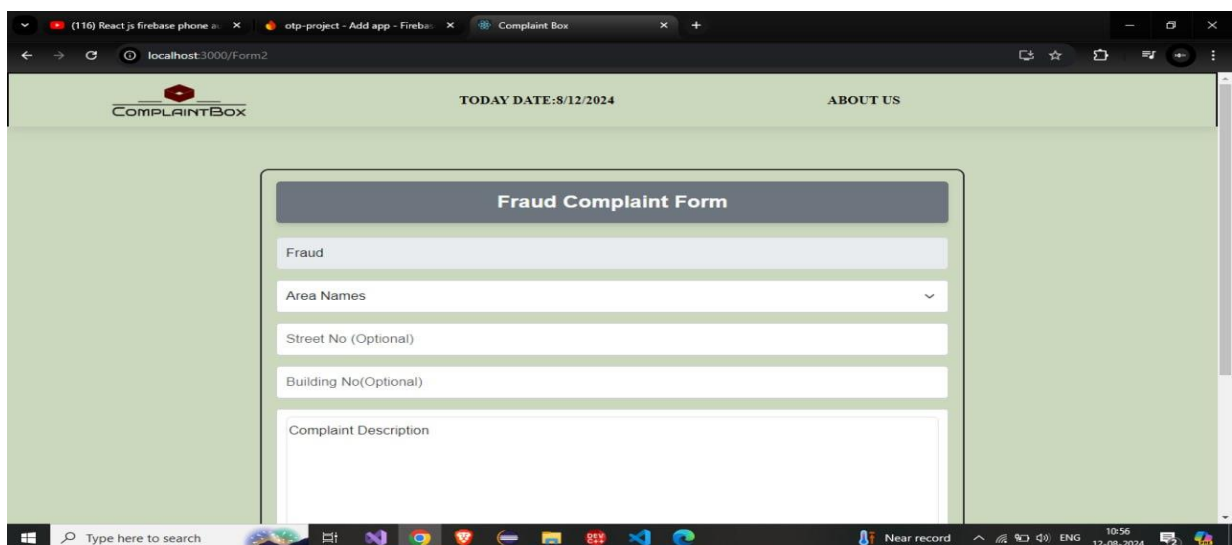 (116) React js firebase phone a
otp-project - Add app - Fireba
Complaint Box
localhost:3000/Form2
COMPLAINTBOX
TODAY DATE:8/12/2024
ABOUT US
Fraud Complaint Form
Fraud
Area Names
Street No (Optional)
Building No(Optional)
Complaint Description
Type here to search
Near record
ENG
10:56
12-08-2024